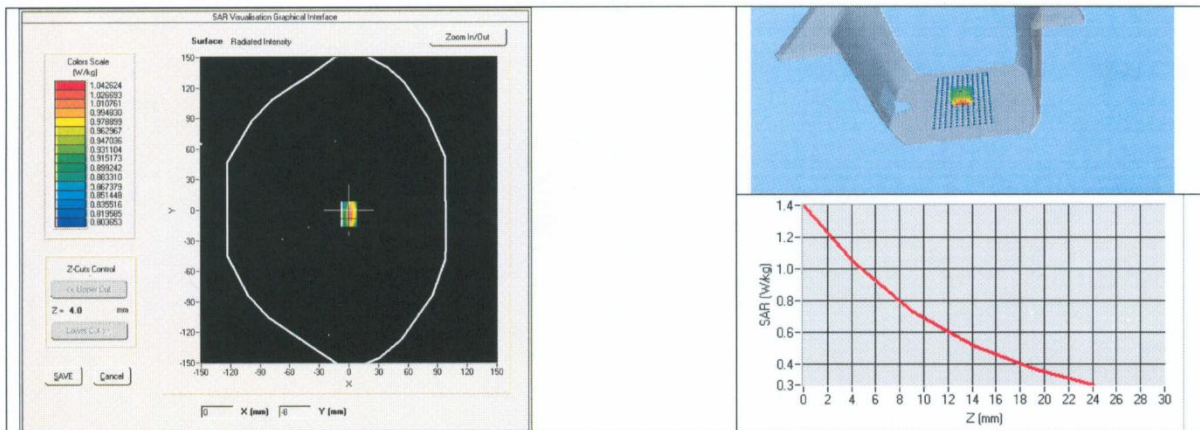 SAR Visualisation Graphical Interface
Surface Radiated Intensity
Zoom In/Out
Colors Scale
(W/kg)
1.042624
1.026693
1.010761
0.994830
0.978899
0.962967
0.947036
0.931104
0.915173
0.899242
0.883310
0.867379
0.851448
0.835516
0.819585
0.803653
Z-Cuts Control
<< Upper Cut
Z = 4.0 mm
Lower Cut >>
SAVE Cancel
150
120
90
60
30
0
-30
-60
-90
-120
-150
Y
-150 -120 -90 -60 -30 0 30 60 90 120 150
X
0 X (mm) -8 Y (mm)
1.4
1.2
1.0
0.8
0.6
0.4
0.3
SAR (W/kg)
0 2 4 6 8 10 12 14 16 18 20 22 24 26 28 30
Z (mm)